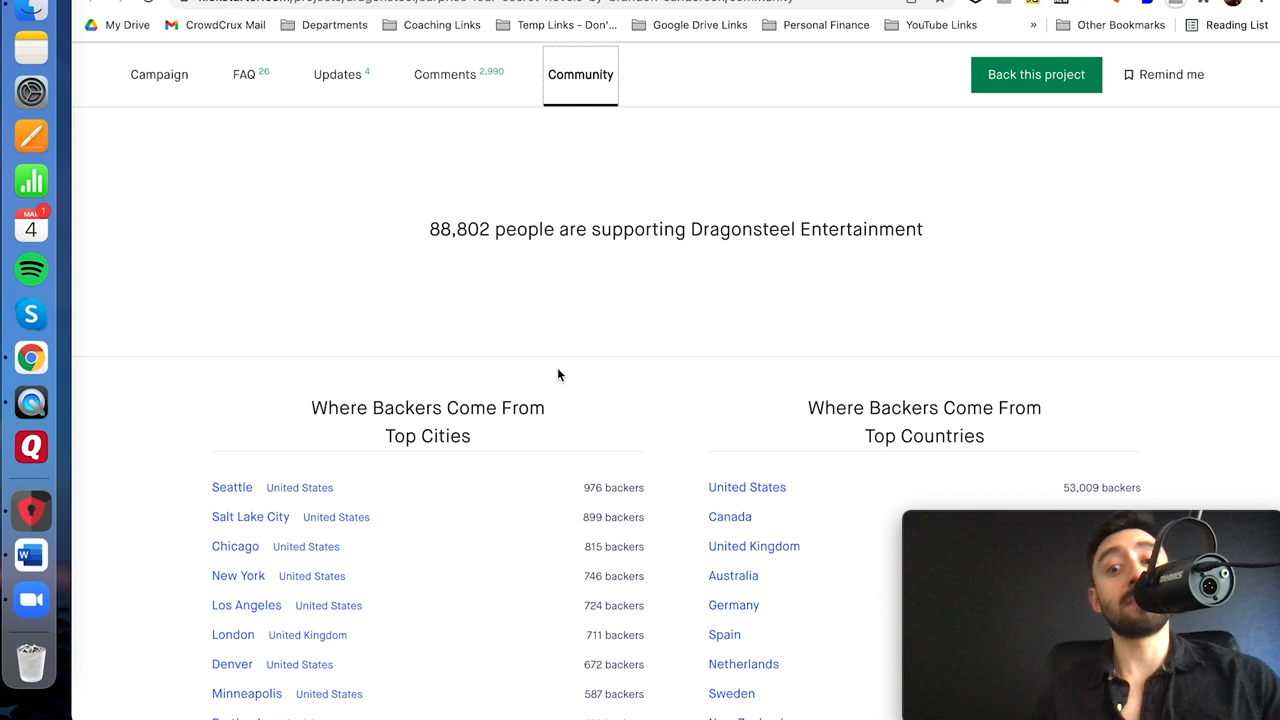 My Drive CrowdCrux Mail Departments Coaching Links Temp Links - Don'... Google Drive Links Personal Finance YouTube Links » Other Bookmarks Reading List
Campaign FAQ 26 Updates 4 Comments 2,990 Community Back this project Remind me
88,802 people are supporting Dragonsteel Entertainment
Where Backers Come From
Top Cities
Seattle United States 976 backers
Salt Lake City United States 899 backers
Chicago United States 815 backers
New York United States 746 backers
Los Angeles United States 724 backers
London United Kingdom 711 backers
Denver United States 672 backers
Minneapolis United States 587 backers
Where Backers Come From
Top Countries
United States 53,009 backers
Canada
United Kingdom
Australia
Germany
Spain
Netherlands
Sweden
1
4
S
Q
W